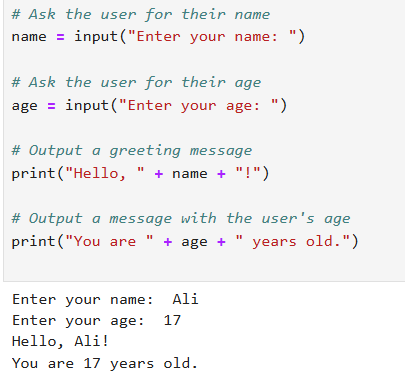 # Ask the user for their name
name = input("Enter your name: ")
# Ask the user for their age
age = input("Enter your age: ")
# Output a greeting message
print("Hello, " + name + "!")
# Output a message with the user's age
print("You are " + age + " years old.")
Enter your name:  Ali
Enter your age:  17
Hello, Ali!
You are 17 years old.